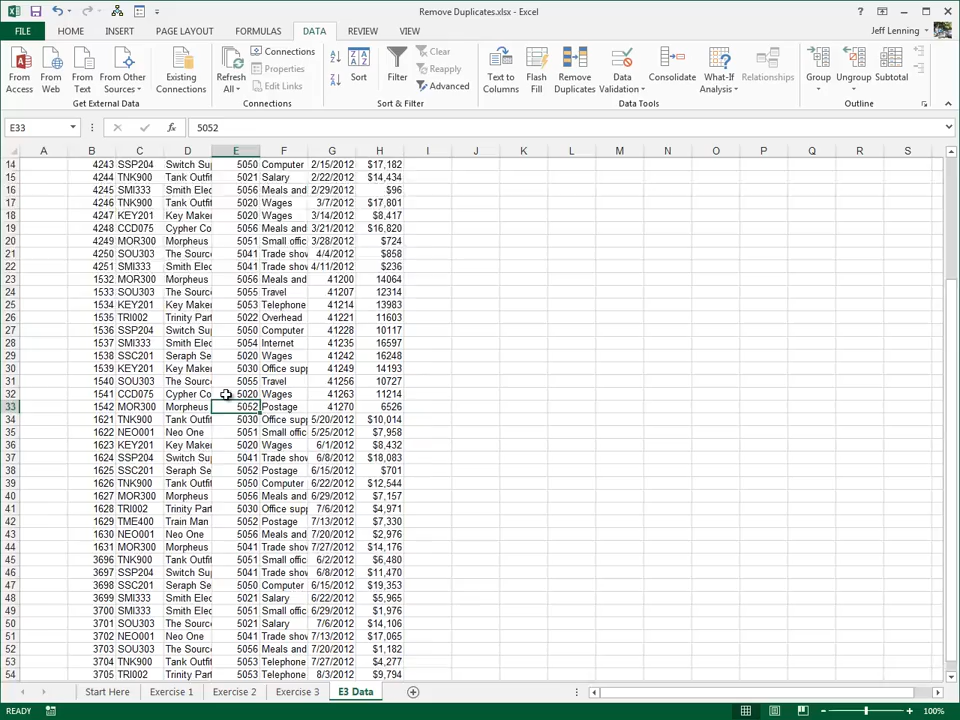 Remove Duplicates.xlsx - Excel
FILE HOME INSERT PAGE LAYOUT FORMULAS DATA REVIEW VIEW Jeff Lenning
From Access From Web From Text From Other Sources Existing Connections Refresh All Connections Properties Edit Links Sort Filter Clear Reapply Advanced Text to Columns Flash Fill Remove Duplicates Data Validation Consolidate What-If Analysis Relationships Group Ungroup Subtotal
Get External Data Connections Sort & Filter Data Tools Outline
E33 fx 5052
A B C D E F G H I J K L M N O P Q R S
14 4243 SSP204 Switch Sup 5050 Computer 2/15/2012 $17,182
15 4244 TNK900 Tank Outfi 5021 Salary 2/22/2012 $14,434
16 4245 SMI333 Smith Elec 5056 Meals and 2/29/2012 $96
17 4246 TNK900 Tank Outfi 5020 Wages 3/7/2012 $17,801
18 4247 KEY201 Key Maker 5020 Wages 3/14/2012 $8,417
19 4248 CCD075 Cypher Co 5056 Meals and 3/21/2012 $16,820
20 4249 MOR300 Morpheus 5051 Small offic 3/28/2012 $724
21 4250 SOU303 The Source 5041 Trade show 4/4/2012 $858
22 4251 SMI333 Smith Elec 5041 Trade show 4/11/2012 $236
23 1532 MOR300 Morpheus 5056 Meals and 41200 14064
24 1533 SOU303 The Source 5055 Travel 41207 12314
25 1534 KEY201 Key Maker 5053 Telephone 41214 13983
26 1535 TRI002 Trinity Part 5022 Overhead 41221 11603
27 1536 SSP204 Switch Sup 5050 Computer 41228 10117
28 1537 SMI333 Smith Elec 5054 Internet 41235 16597
29 1538 SSC201 Seraph Se 5020 Wages 41242 16248
30 1539 KEY201 Key Maker 5030 Office supp 41249 14193
31 1540 SOU303 The Source 5055 Travel 41256 10727
32 1541 CCD075 Cypher Co 5020 Wages 41263 11214
33 1542 MOR300 Morpheus 5052 Postage 41270 6526
34 1621 TNK900 Tank Outfi 5030 Office supp 5/20/2012 $10,014
35 1622 NEO001 Neo One 5051 Small offic 5/25/2012 $7,958
36 1622 KEY201 Key Maker 5020 Wages 6/1/2012 $8,432
37 1624 SSP204 Switch Sup 5041 Trade show 6/8/2012 $18,083
38 1625 SSC201 Seraph Se 5052 Postage 6/15/2012 $701
39 1626 TNK900 Tank Outfi 5050 Computer 6/22/2012 $12,544
40 1627 MOR300 Morpheus 5056 Meals and 6/29/2012 $7,157
41 1628 TRI002 Trinity Part 5030 Office supp 7/6/2012 $4,971
42 1629 TME400 Train Man 5052 Postage 7/13/2012 $7,330
43 1630 NEO001 Neo One 5056 Meals and 7/20/2012 $2,976
44 1631 MOR300 Morpheus 5041 Trade show 7/27/2012 $14,176
45 3696 TNK900 Tank Outfi 5051 Small offic 6/2/2012 $6,480
46 3697 SSP204 Switch Sup 5041 Trade show 6/8/2012 $11,470
47 3698 SSC201 Seraph Se 5050 Computer 6/15/2012 $19,353
48 3699 SMI333 Smith Elec 5021 Salary 6/22/2012 $5,965
49 3700 SMI333 Smith Elec 5051 Small offic 6/29/2012 $1,976
50 3701 SOU303 The Source 5021 Salary 7/6/2012 $14,106
51 3702 NEO001 Neo One 5041 Trade show 7/13/2012 $17,065
52 3703 SOU303 The Source 5056 Meals and 7/20/2012 $1,182
53 3704 TNK900 Tank Outfi 5053 Telephone 7/27/2012 $4,277
54 3705 TRI002 Trinity Part 5053 Telephone 8/3/2012 $9,794
Start Here Exercise 1 Exercise 2 Exercise 3 E3 Data
READY 100%